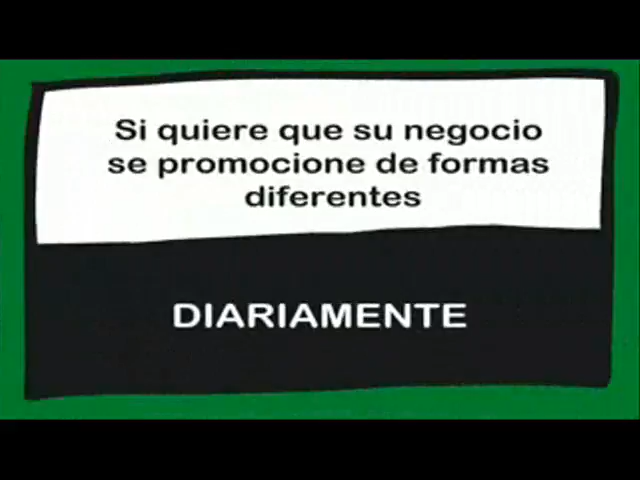 Si quiere que su negocio
se promocione de formas
diferentes
DIARIAMENTE